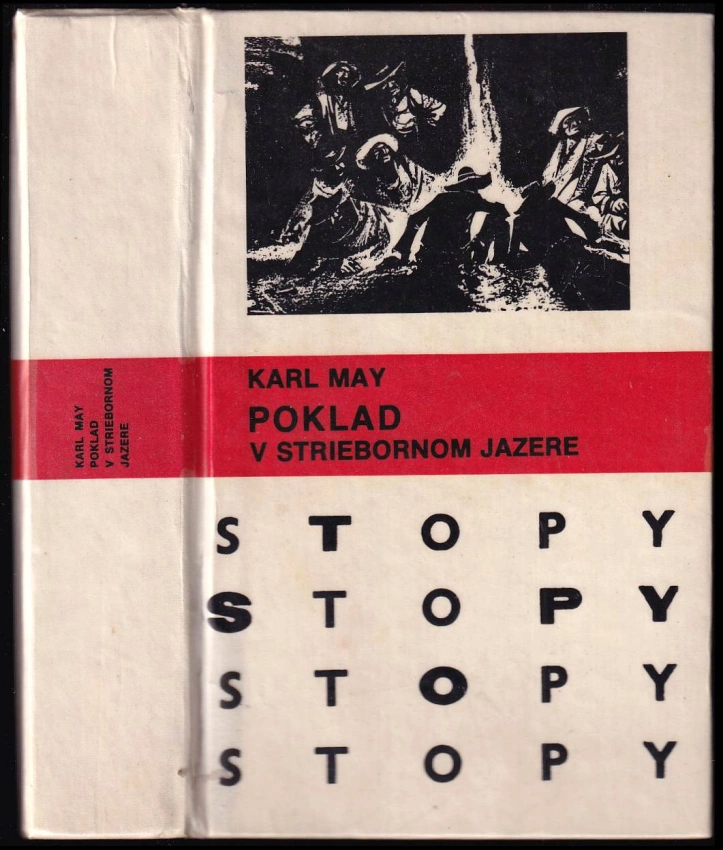 KARL MAY
POKLAD
V STRIEBORNOM
JAZERE
KARL MAY
POKLAD
V STRIEBORNOM JAZERE
S T O P Y
S T O P Y
S T O P Y
S T O P Y